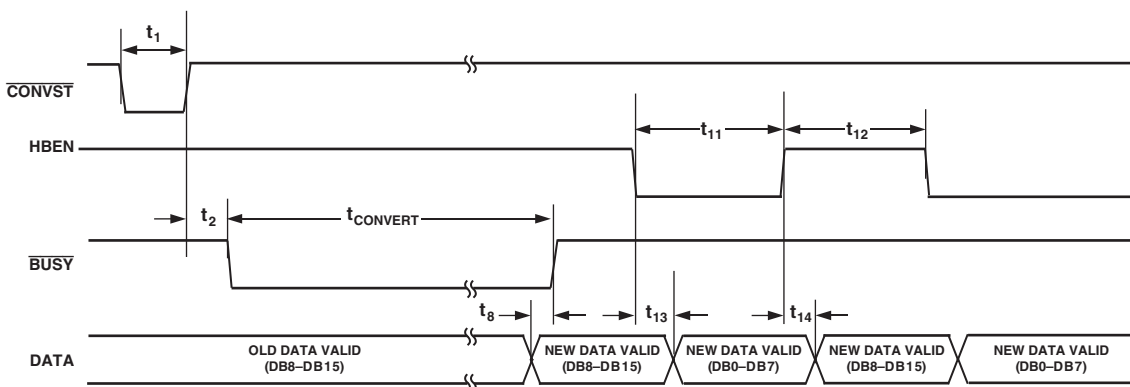 t1
CONVST
HBEN
t11
t12
t2
tCONVERT
BUSY
t8
t13
t14
DATA
OLD DATA VALID
(DB8–DB15)
NEW DATA VALID
(DB8–DB15)
NEW DATA VALID
(DB0–DB7)
NEW DATA VALID
(DB8–DB15)
NEW DATA VALID
(DB0–DB7)